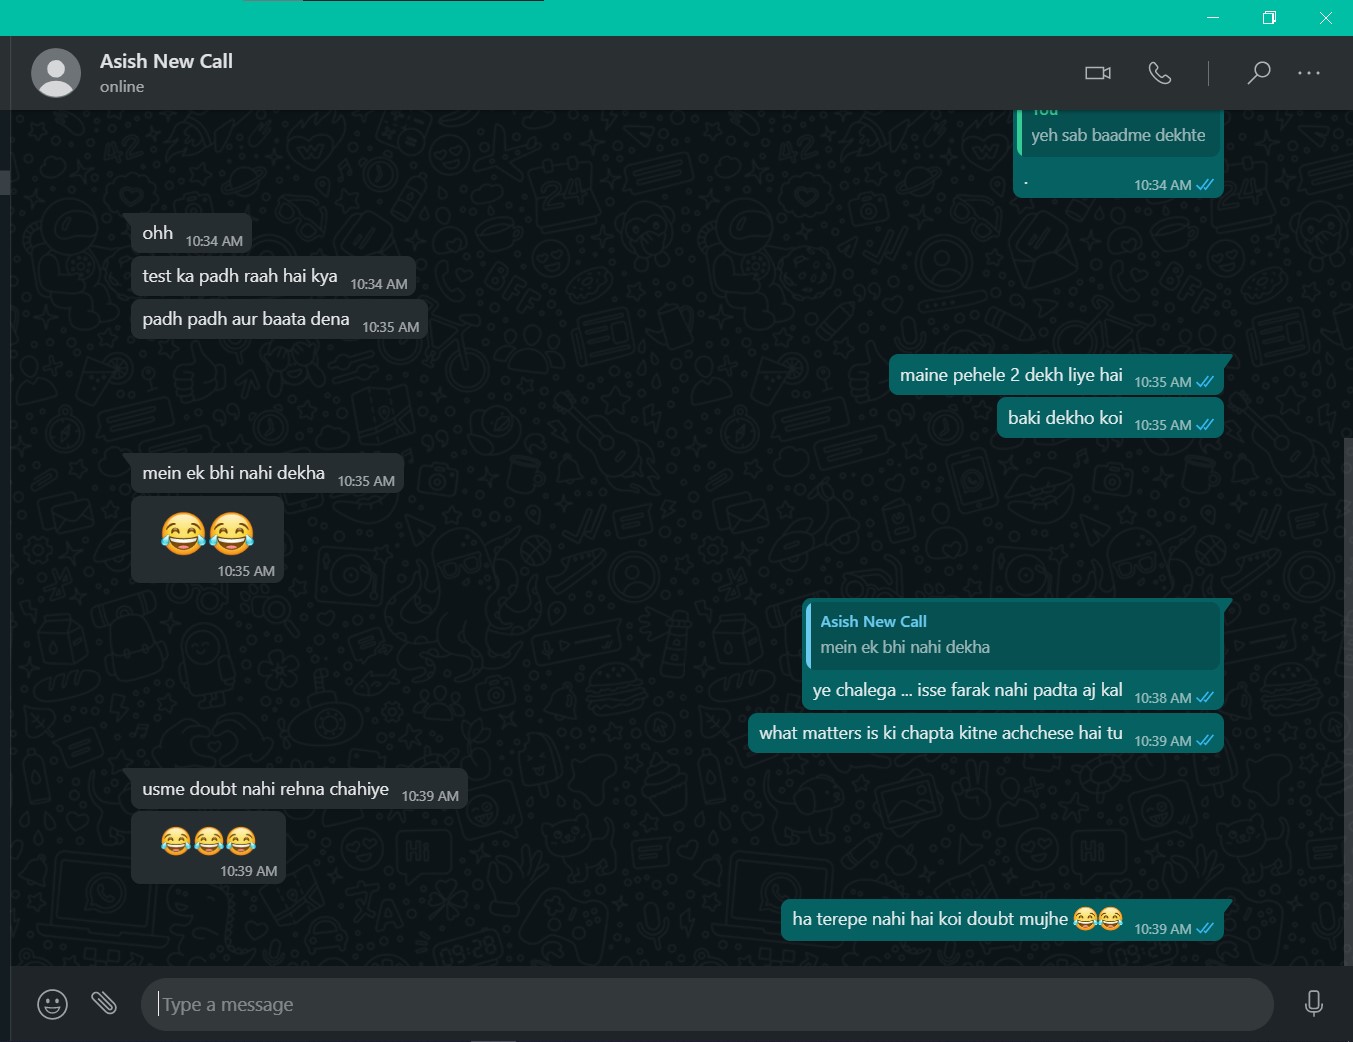 Asish New Call
online
You
yeh sab baadme dekhte
.
10:34 AM
ohh 10:34 AM
test ka padh raah hai kya 10:34 AM
padh padh aur baata dena 10:35 AM
maine pehele 2 dekh liye hai 10:35 AM
baki dekho koi 10:35 AM
mein ek bhi nahi dekha 10:35 AM
😂😂
10:35 AM
Asish New Call
mein ek bhi nahi dekha
ye chalega ... isse farak nahi padta aj kal 10:38 AM
what matters is ki chapta kitne achchese hai tu 10:39 AM
usme doubt nahi rehna chahiye 10:39 AM
😂😂😂
10:39 AM
ha terepe nahi hai koi doubt mujhe 😂😂 10:39 AM
Type a message